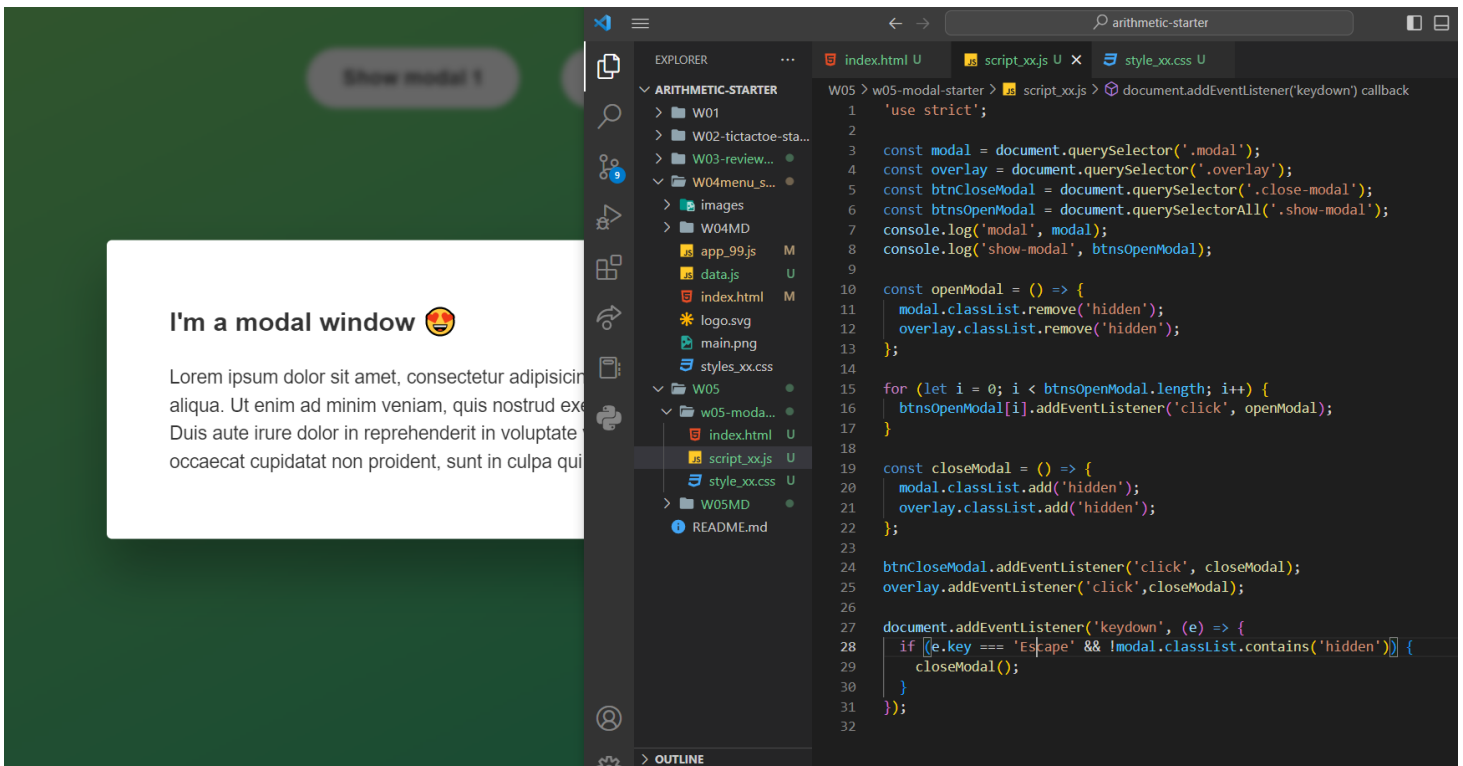 Show modal 1
I'm a modal window 😍
Lorem ipsum dolor sit amet, consectetur adipisicin
aliqua. Ut enim ad minim veniam, quis nostrud exe
Duis aute irure dolor in reprehenderit in voluptate
occaecat cupidatat non proident, sunt in culpa qui
arithmetic-starter
EXPLORER ...
ARITHMETIC-STARTER
W01
W02-tictactoe-sta...
W03-review...
W04menu_s...
images
W04MD
JS app_99.js M
JS data.js U
index.html M
logo.svg
main.png
styles_xx.css
W05
w05-moda...
index.html U
JS script_xx.js U
style_xx.css U
W05MD
README.md
OUTLINE
9
index.html U
JS script_xx.js U
style_xx.css U
W05 > w05-modal-starter > JS script_xx.js > document.addEventListener('keydown') callback
1 'use strict';
2
3 const modal = document.querySelector('.modal');
4 const overlay = document.querySelector('.overlay');
5 const btnCloseModal = document.querySelector('.close-modal');
6 const btnsOpenModal = document.querySelectorAll('.show-modal');
7 console.log('modal', modal);
8 console.log('show-modal', btnsOpenModal);
9
10 const openModal = () => {
11 modal.classList.remove('hidden');
12 overlay.classList.remove('hidden');
13 };
14
15 for (let i = 0; i < btnsOpenModal.length; i++) {
16 btnsOpenModal[i].addEventListener('click', openModal);
17 }
18
19 const closeModal = () => {
20 modal.classList.add('hidden');
21 overlay.classList.add('hidden');
22 };
23
24 btnCloseModal.addEventListener('click', closeModal);
25 overlay.addEventListener('click',closeModal);
26
27 document.addEventListener('keydown', (e) => {
28 if (e.key === 'Escape' && !modal.classList.contains('hidden')) {
29 closeModal();
30 }
31 });
32